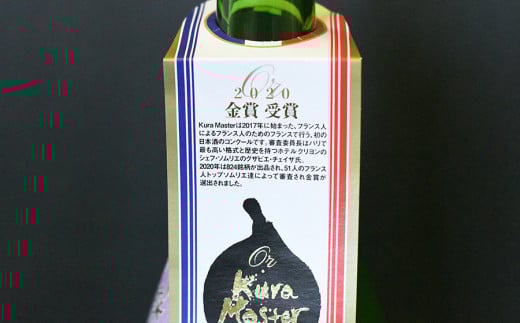 Or
2020
金賞 受賞
Kura Masterは2017年に始まった、フランス人
によるフランス人のためのフランスで行う、初の
日本酒のコンクールです。審査委員長はパリで
最も高い格式と歴史を持つホテルクリヨンの
シェフ・ソムリエのグザビエ・チュイザ氏。
2020年は824銘柄が出品され、51人のフランス
人トップソムリエ達によって審査され金賞が
選出されました。
Or
Kura
Master